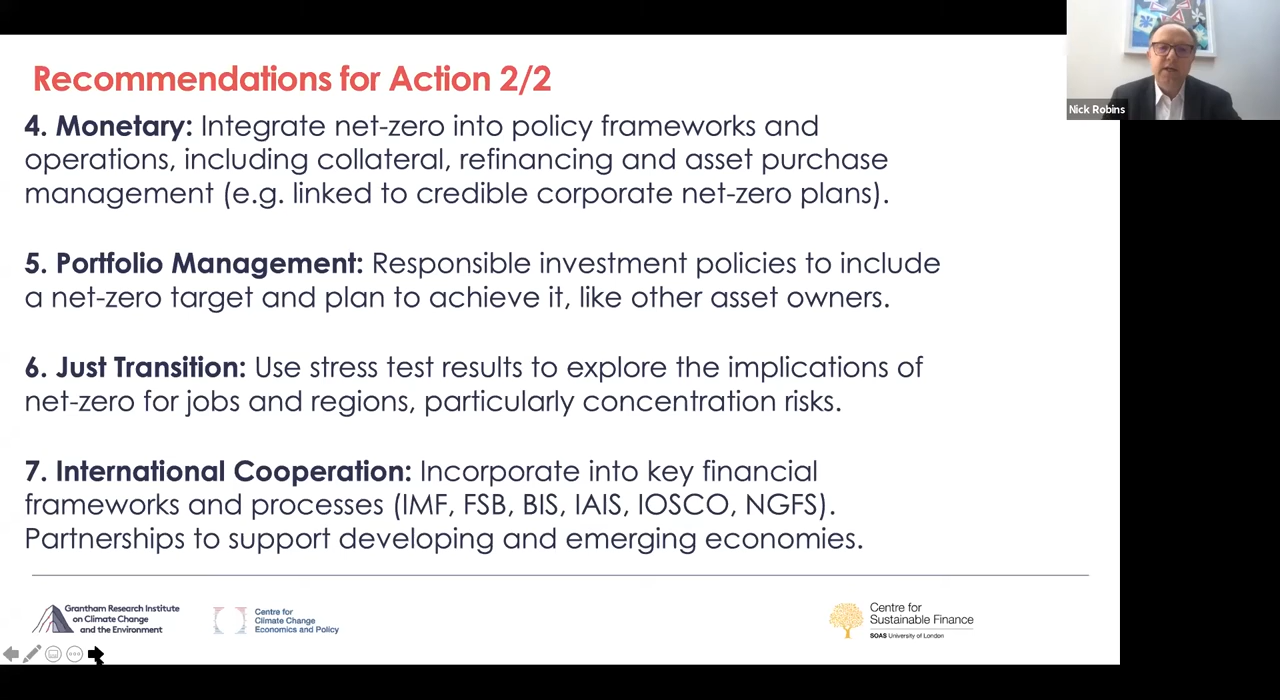 Recommendations for Action 2/2
Nick Robins
4. Monetary: Integrate net-zero into policy frameworks and
operations, including collateral, refinancing and asset purchase
management (e.g. linked to credible corporate net-zero plans).
5. Portfolio Management: Responsible investment policies to include
a net-zero target and plan to achieve it, like other asset owners.
6. Just Transition: Use stress test results to explore the implications of
net-zero for jobs and regions, particularly concentration risks.
7. International Cooperation: Incorporate into key financial
frameworks and processes (IMF, FSB, BIS, IAIS, IOSCO, NGFS).
Partnerships to support developing and emerging economies.
Grantham Research Institute
on Climate Change
and the Environment
Centre for
Climate Change
Economics and Policy
Centre for
Sustainable Finance
SOAS University of London